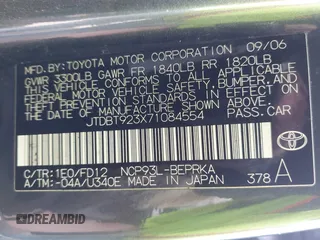 MFD.BY:TOYOTA MOTOR CORPORATION 09/06
GVWR 3300LB GAWR FR 1840LB RR 1820LB
THIS VEHICLE CONFORMS TO ALL APPLICABLE
FEDERAL MOTOR VEHICLE SAFETY, BUMPER, AND
THEFT PREVENTION STANDARDS IN EFFECT ON
THE DATE OF MANUFACTURE SHOWN ABOVE.
JTDBT923X71084554 PASS.CAR
C/TR:1E0/FD12 NCP93L-BEPRKA
A/TM:-04A/U340E MADE IN JAPAN 378 A
TOYOTA
DREAMBID